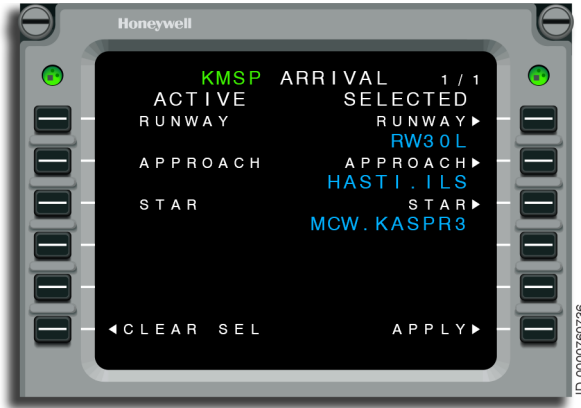 Honeywell
KMSP ARRIVAL 1/1
ACTIVE SELECTED
RUNWAY RUNWAY▶
RW30L
APPROACH APPROACH▶
HASTI.ILS
STAR STAR▶
MCW.KASPR3
◀CLEAR SEL APPLY▶
ID-0000760736